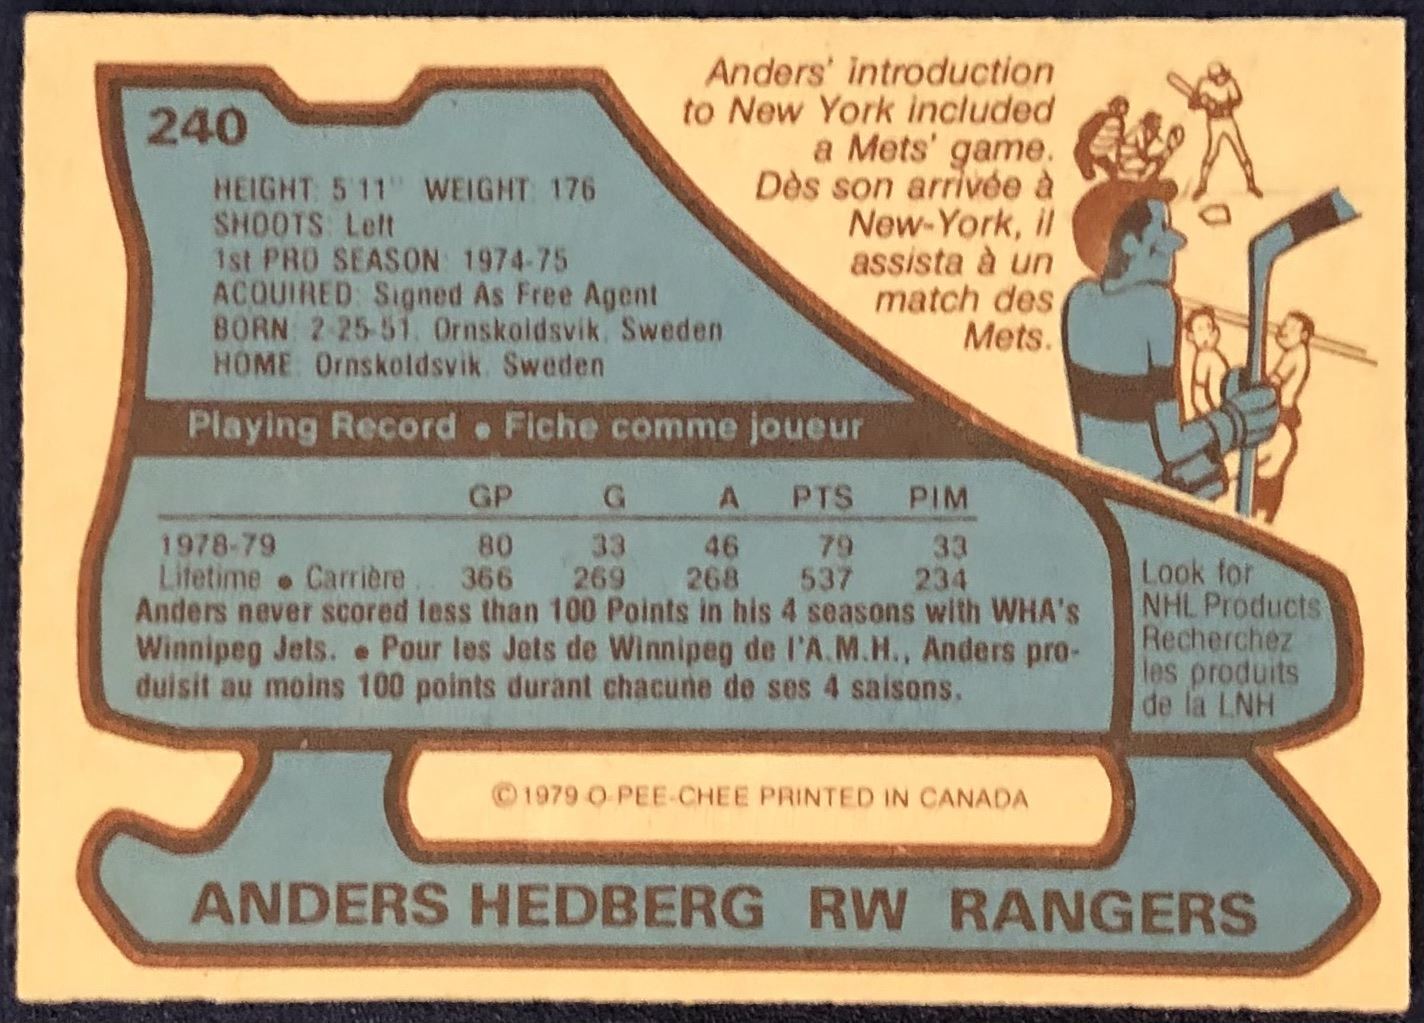 240
Anders' introduction
to New York included
a Mets' game.
Dès son arrivée à
New-York, il
assista à un
match des
Mets.
HEIGHT: 5'11" WEIGHT: 176
SHOOTS: Left
1st PRO SEASON: 1974-75
ACQUIRED: Signed As Free Agent
BORN: 2-25-51, Ornskoldsvik, Sweden
HOME: Ornskoldsvik, Sweden
Playing Record • Fiche comme joueur
GP G A PTS PIM
1978-79 80 33 46 79 33
Lifetime • Carrière 366 269 268 537 234
Anders never scored less than 100 Points in his 4 seasons with WHA's
Winnipeg Jets. • Pour les Jets de Winnipeg de l'A.M.H., Anders pro-
duisit au moins 100 points durant chacune de ses 4 saisons.
Look for
NHL Products
Recherchez
les produits
de la LNH
©1979 O-PEE-CHEE PRINTED IN CANADA
ANDERS HEDBERG RW RANGERS